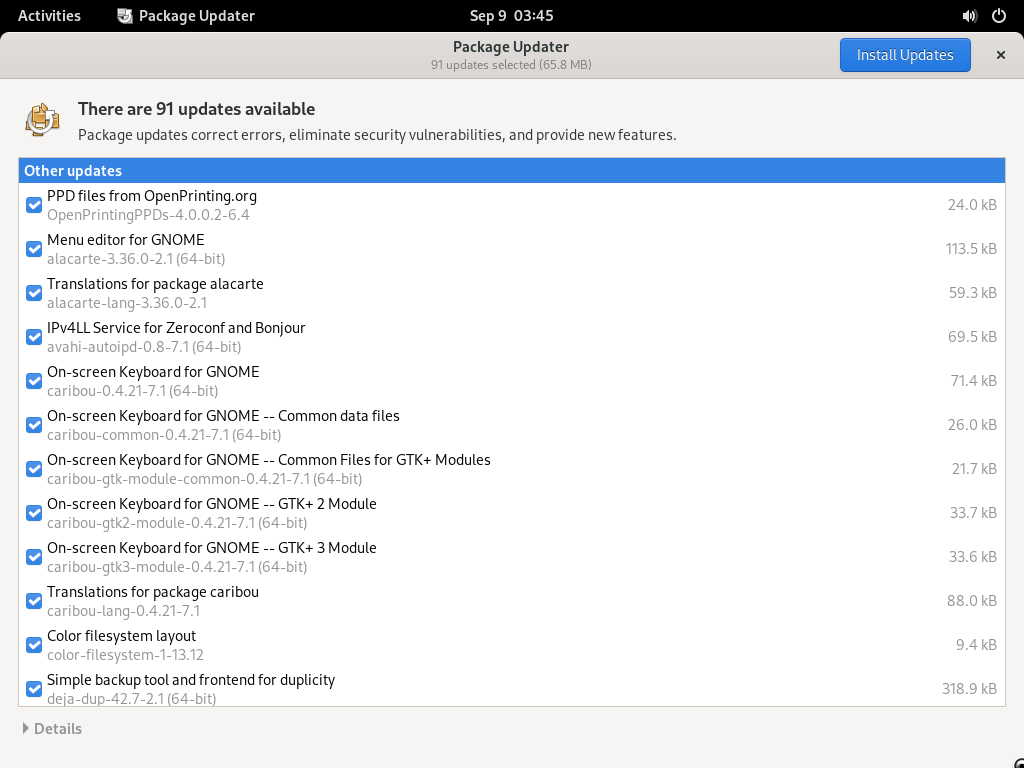 Activities
Package Updater
Sep 9 03:45
Package Updater
91 updates selected (65.8 MB)
Install Updates
There are 91 updates available
Package updates correct errors, eliminate security vulnerabilities, and provide new features.
Other updates
PPD files from OpenPrinting.org
OpenPrintingPPDs-4.0.0.2-6.4
24.0 kB
Menu editor for GNOME
alacarte-3.36.0-2.1 (64-bit)
113.5 kB
Translations for package alacarte
alacarte-lang-3.36.0-2.1
59.3 kB
IPv4LL Service for Zeroconf and Bonjour
avahi-autoipd-0.8-7.1 (64-bit)
69.5 kB
On-screen Keyboard for GNOME
caribou-0.4.21-7.1 (64-bit)
71.4 kB
On-screen Keyboard for GNOME -- Common data files
caribou-common-0.4.21-7.1 (64-bit)
26.0 kB
On-screen Keyboard for GNOME -- Common Files for GTK+ Modules
caribou-gtk-module-common-0.4.21-7.1 (64-bit)
21.7 kB
On-screen Keyboard for GNOME -- GTK+ 2 Module
caribou-gtk2-module-0.4.21-7.1 (64-bit)
33.7 kB
On-screen Keyboard for GNOME -- GTK+ 3 Module
caribou-gtk3-module-0.4.21-7.1 (64-bit)
33.6 kB
Translations for package caribou
caribou-lang-0.4.21-7.1
88.0 kB
Color filesystem layout
color-filesystem-1-13.12
9.4 kB
Simple backup tool and frontend for duplicity
deja-dup-42.7-2.1 (64-bit)
318.9 kB
Details